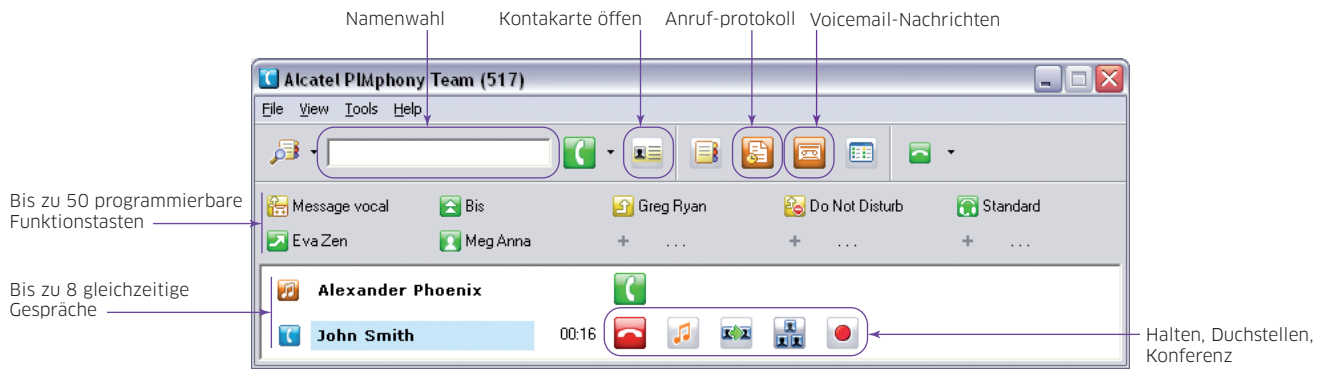 Namenwahl Kontakarte öffen Anruf-protokoll Voicemail-Nachrichten
Alcatel PIMphony Team (517)
File View Tools Help
Bis zu 50 programmierbare
Funktionstasten
Message vocal Bis Greg Ryan Do Not Disturb Standard
Eva Zen Meg Anna + ... + ... + ...
Bis zu 8 gleichzeitige
Gespräche
Alexander Phoenix
John Smith 00:16
Halten, Duchstellen,
Konferenz